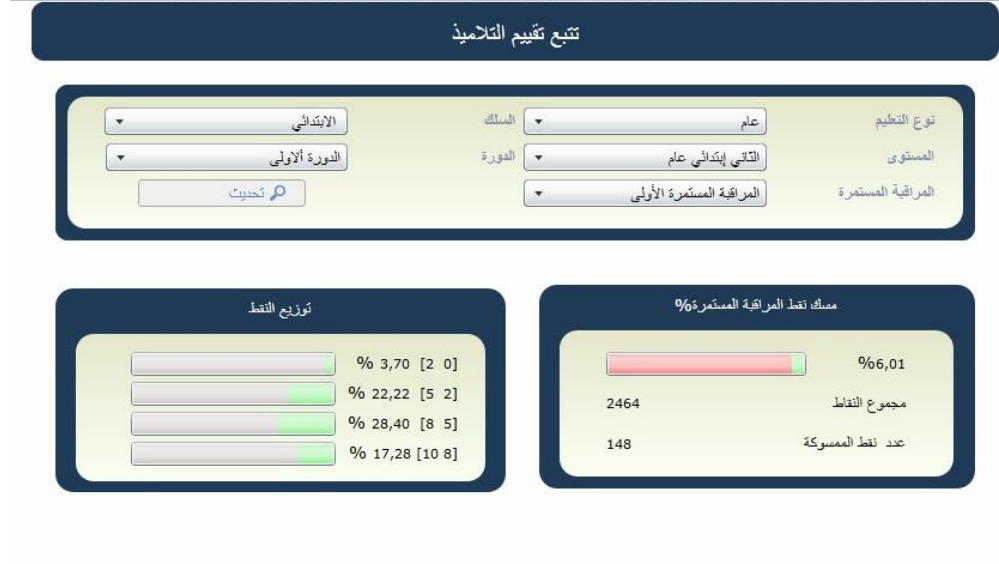 تتبع تقييم التلاميذ
نوع التعليم عام السلك الابتدائي
المستوى الثاني إبتدائي عام الدورة الدورة ألاولى
المراقبة المستمرة المراقبة المستمرة الأولى تحديث
مسك نقط المراقبة المستمرة%
%6,01
مجموع النقاط 2464
عدد نقط الممسوكة 148
توزيع النقط
% 3,70 [2 0]
% 22,22 [5 2]
% 28,40 [8 5]
% 17,28 [10 8]